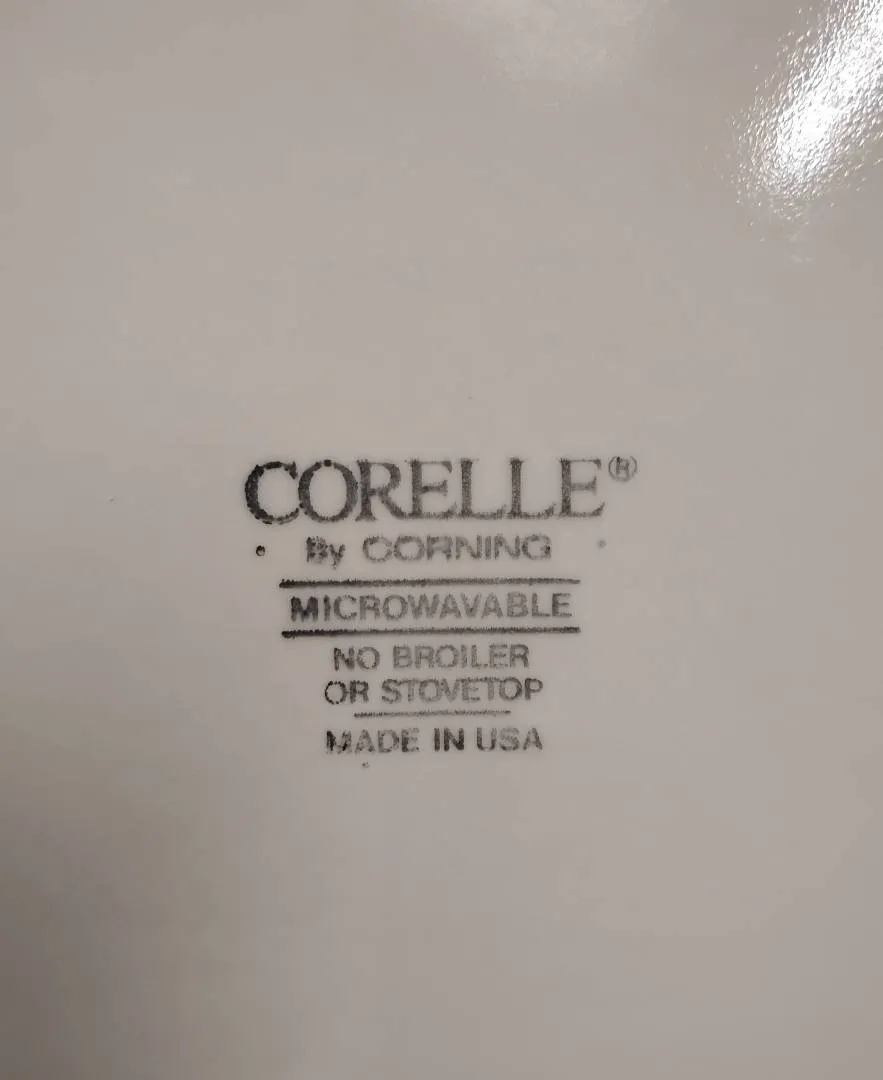 CORELLE®
By CORNING
MICROWAVABLE
NO BROILER
OR STOVETOP
MADE IN USA